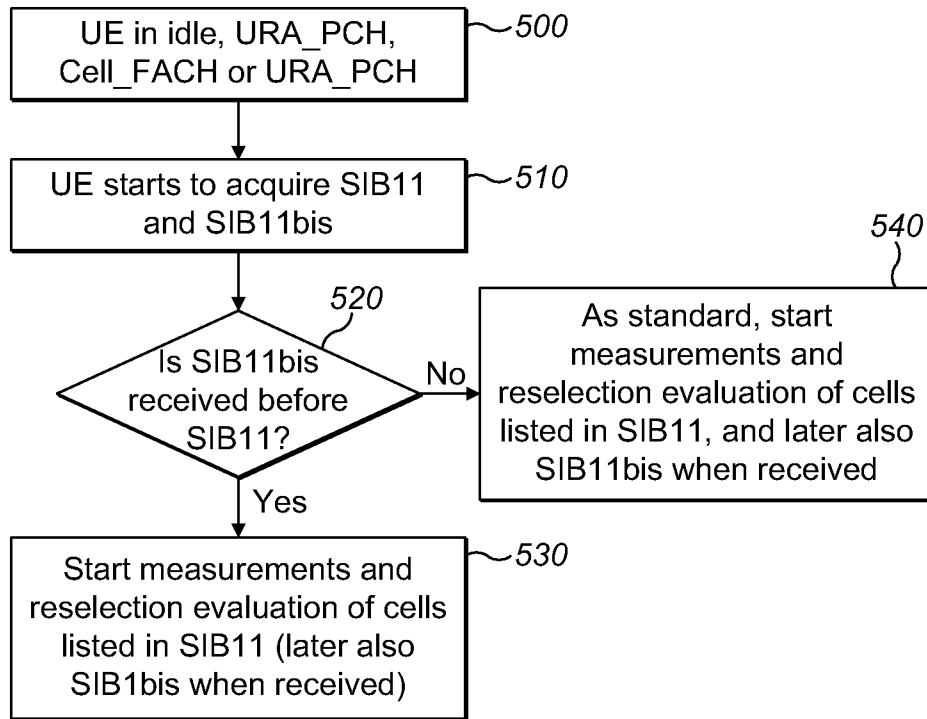 UE in idle, URA_PCH,
Cell_FACH or URA_PCH
500
UE starts to acquire SIB11
and SIB11bis
510
Is SIB11bis
received before
SIB11?
520
No
Yes
As standard, start
measurements and
reselection evaluation of cells
listed in SIB11, and later also
SIB11bis when received
540
Start measurements and
reselection evaluation of cells
listed in SIB11 (later also
SIB1bis when received)
530